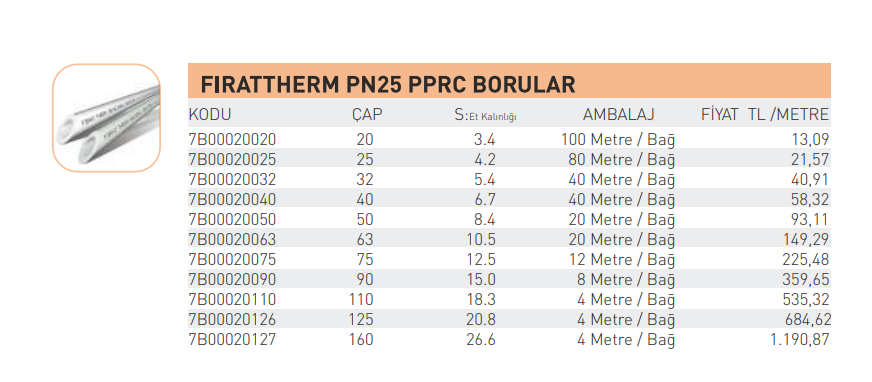 FIRATTHERM PN25 PPRC BORULAR
KODU ÇAP S:Et Kalınlığı AMBALAJ FİYAT TL /METRE
7B00020020 20 3.4 100 Metre / Bağ 13,09
7B00020025 25 4.2 80 Metre / Bağ 21,57
7B00020032 32 5.4 40 Metre / Bağ 40,91
7B00020040 40 6.7 40 Metre / Bağ 58,32
7B00020050 50 8.4 20 Metre / Bağ 93,11
7B00020063 63 10.5 20 Metre / Bağ 149,29
7B00020075 75 12.5 12 Metre / Bağ 225,48
7B00020090 90 15.0 8 Metre / Bağ 359,65
7B00020110 110 18.3 4 Metre / Bağ 535,32
7B00020126 125 20.8 4 Metre / Bağ 684,62
7B00020127 160 26.6 4 Metre / Bağ 1.190,87